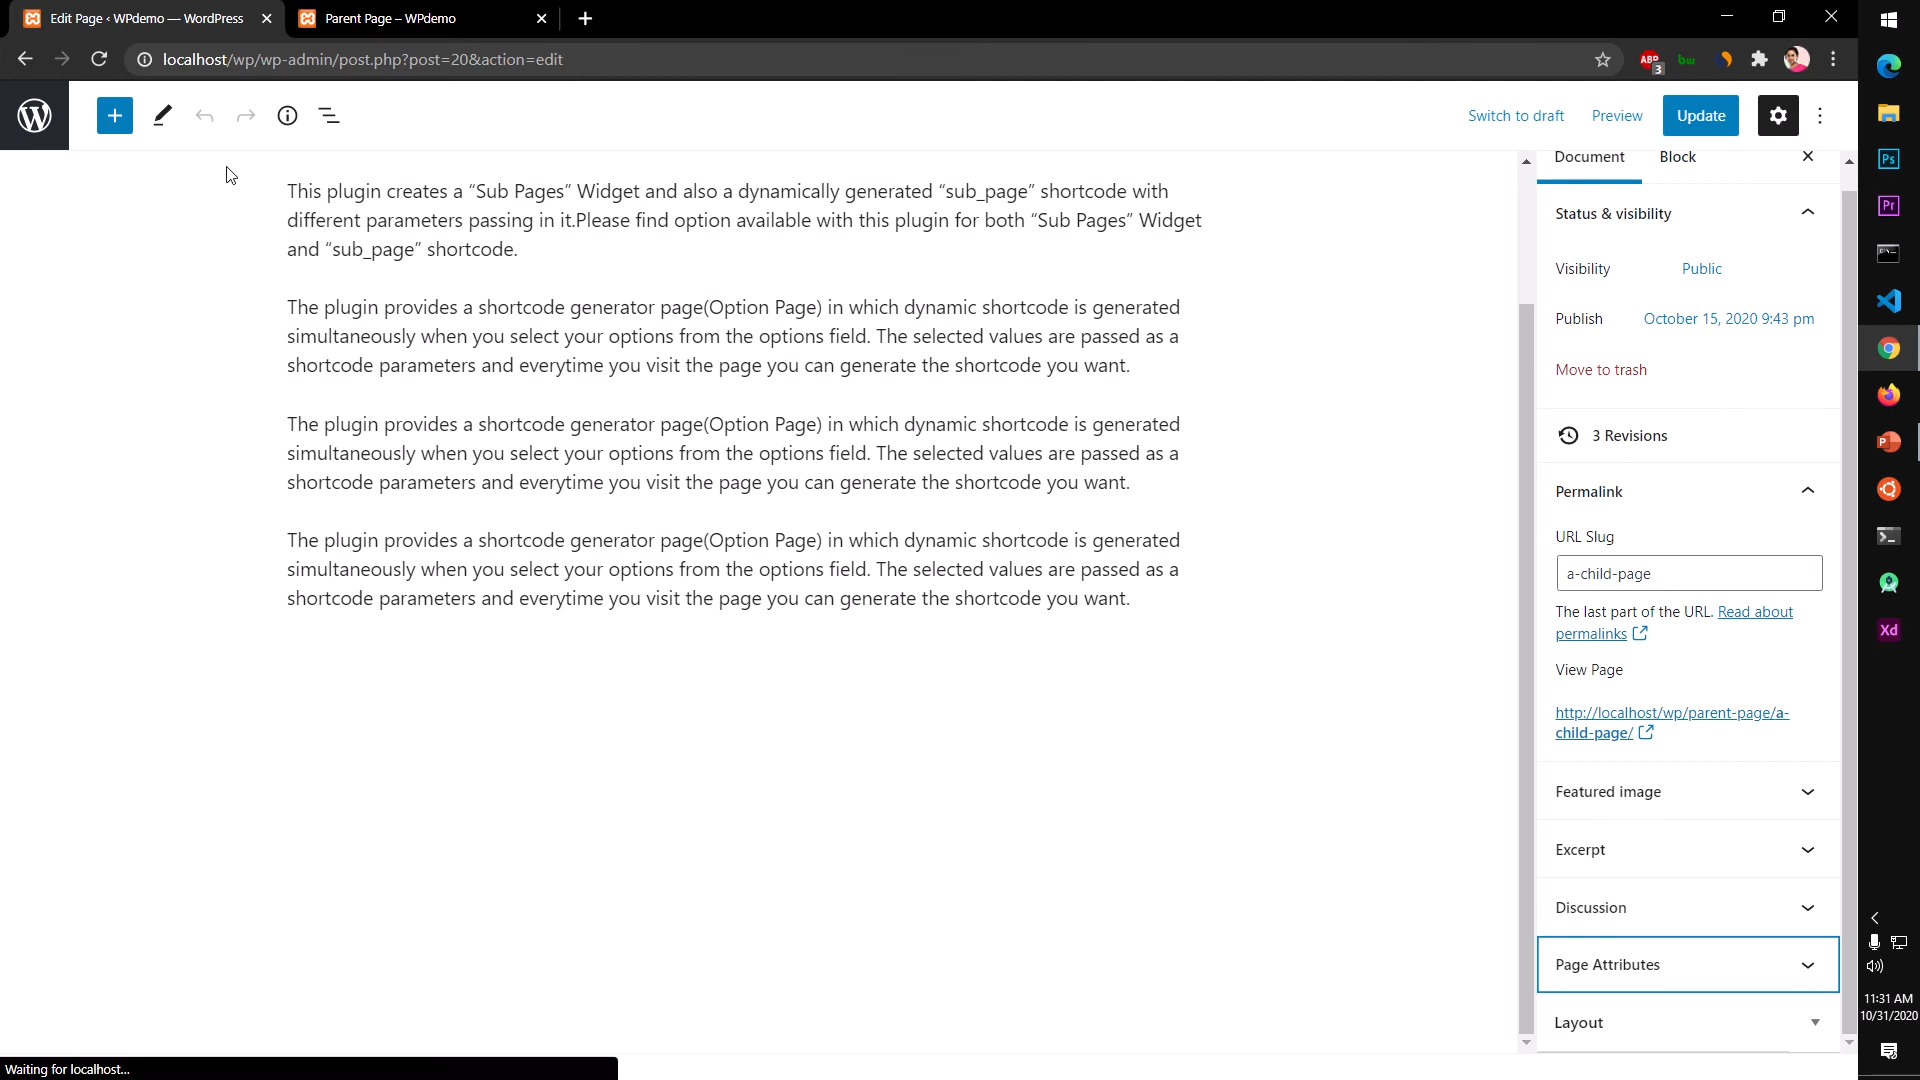 Edit Page ‹ WPdemo — WordPress
Parent Page – WPdemo
localhost/wp/wp-admin/post.php?post=20&action=edit
ABP
3
bw
Switch to draft
Preview
Update
This plugin creates a “Sub Pages” Widget and also a dynamically generated “sub_page” shortcode with
different parameters passing in it.Please find option available with this plugin for both “Sub Pages” Widget
and “sub_page” shortcode.
The plugin provides a shortcode generator page(Option Page) in which dynamic shortcode is generated
simultaneously when you select your options from the options field. The selected values are passed as a
shortcode parameters and everytime you visit the page you can generate the shortcode you want.
The plugin provides a shortcode generator page(Option Page) in which dynamic shortcode is generated
simultaneously when you select your options from the options field. The selected values are passed as a
shortcode parameters and everytime you visit the page you can generate the shortcode you want.
The plugin provides a shortcode generator page(Option Page) in which dynamic shortcode is generated
simultaneously when you select your options from the options field. The selected values are passed as a
shortcode parameters and everytime you visit the page you can generate the shortcode you want.
Document
Block
Status & visibility
Visibility
Public
Publish
October 15, 2020 9:43 pm
Move to trash
3 Revisions
Permalink
URL Slug
a-child-page
The last part of the URL. Read about
permalinks
View Page
http://localhost/wp/parent-page/a-
child-page/
Featured image
Excerpt
Discussion
Page Attributes
Layout
Waiting for localhost...
Ps
Pr
P
Xd
11:31 AM
10/31/2020